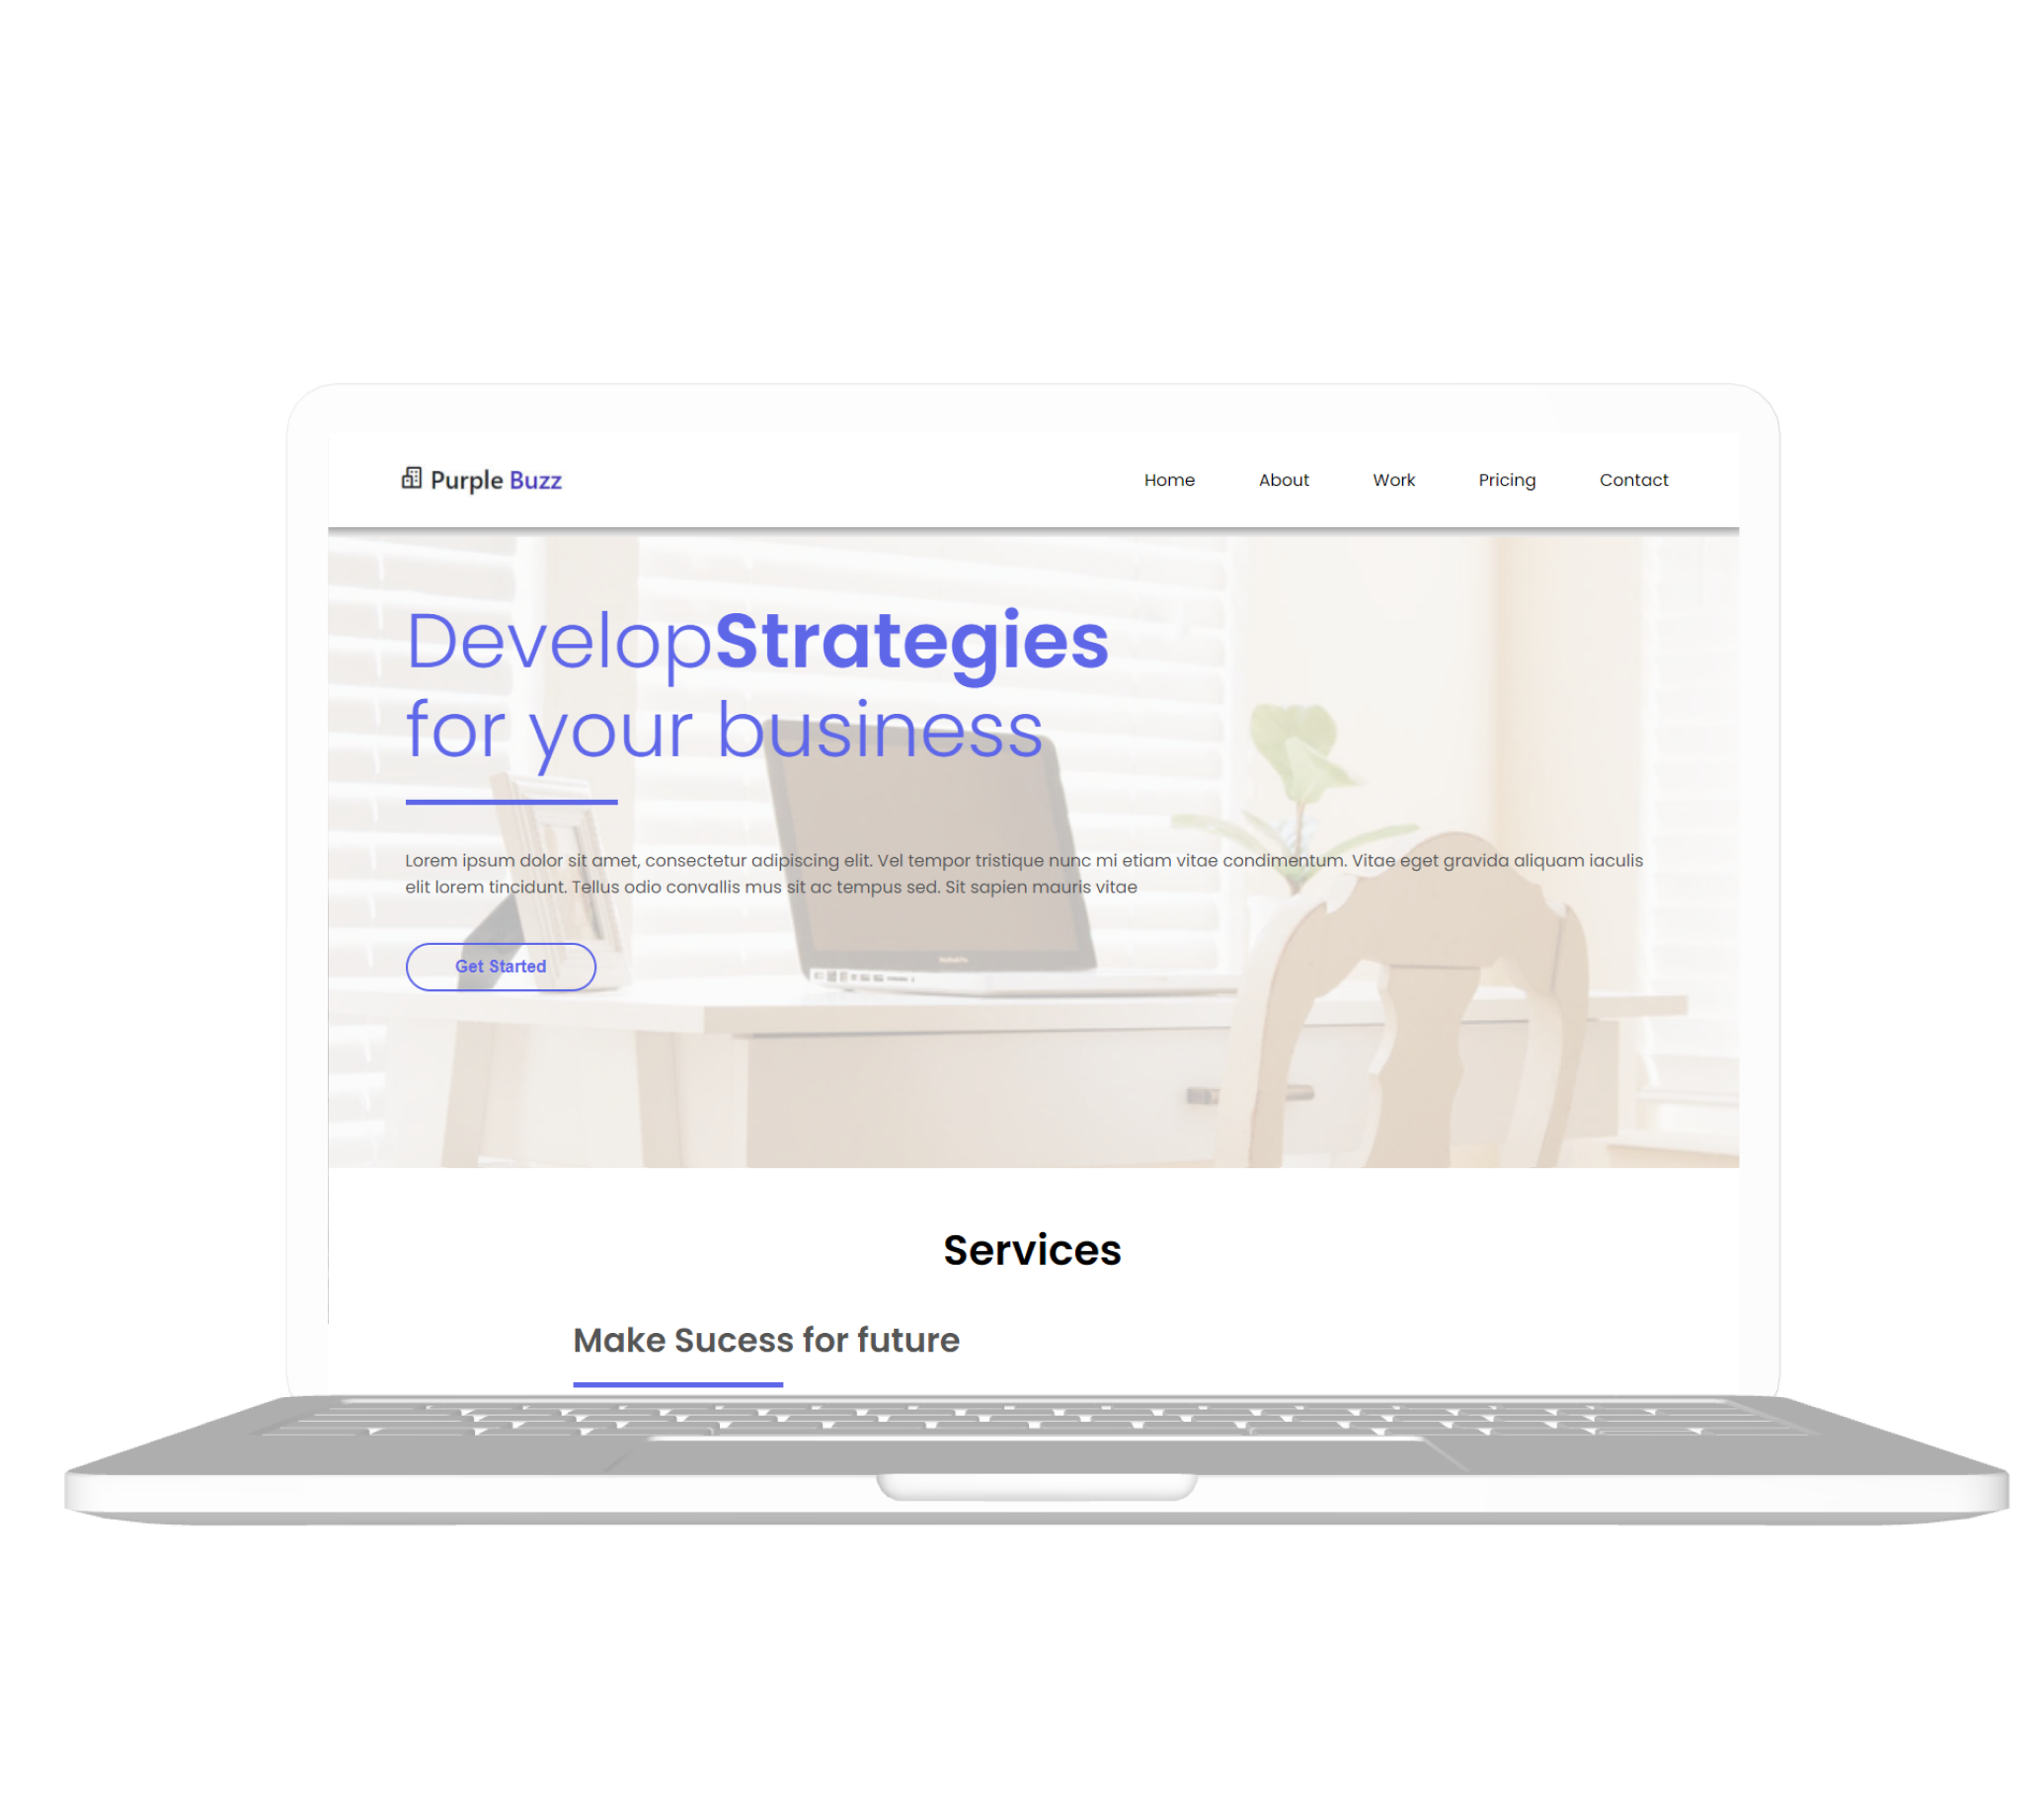 Purple Buzz
Home About Work Pricing Contact
DevelopStrategies
for your business
Lorem ipsum dolor sit amet, consectetur adipiscing elit. Vel tempor tristique nunc mi etiam vitae condimentum. Vitae eget gravida aliquam iaculis
elit lorem tincidunt. Tellus odio convallis mus sit ac tempus sed. Sit sapien mauris vitae
Get Started
Services
Make Sucess for future